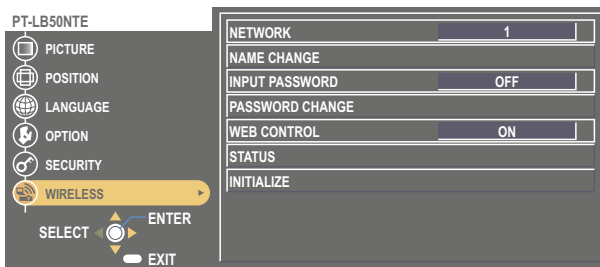 PT-LB50NTE
PICTURE
POSITION
LANGUAGE
OPTION
SECURITY
WIRELESS
SELECT
ENTER
EXIT
NETWORK 1
NAME CHANGE
INPUT PASSWORD OFF
PASSWORD CHANGE
WEB CONTROL ON
STATUS
INITIALIZE